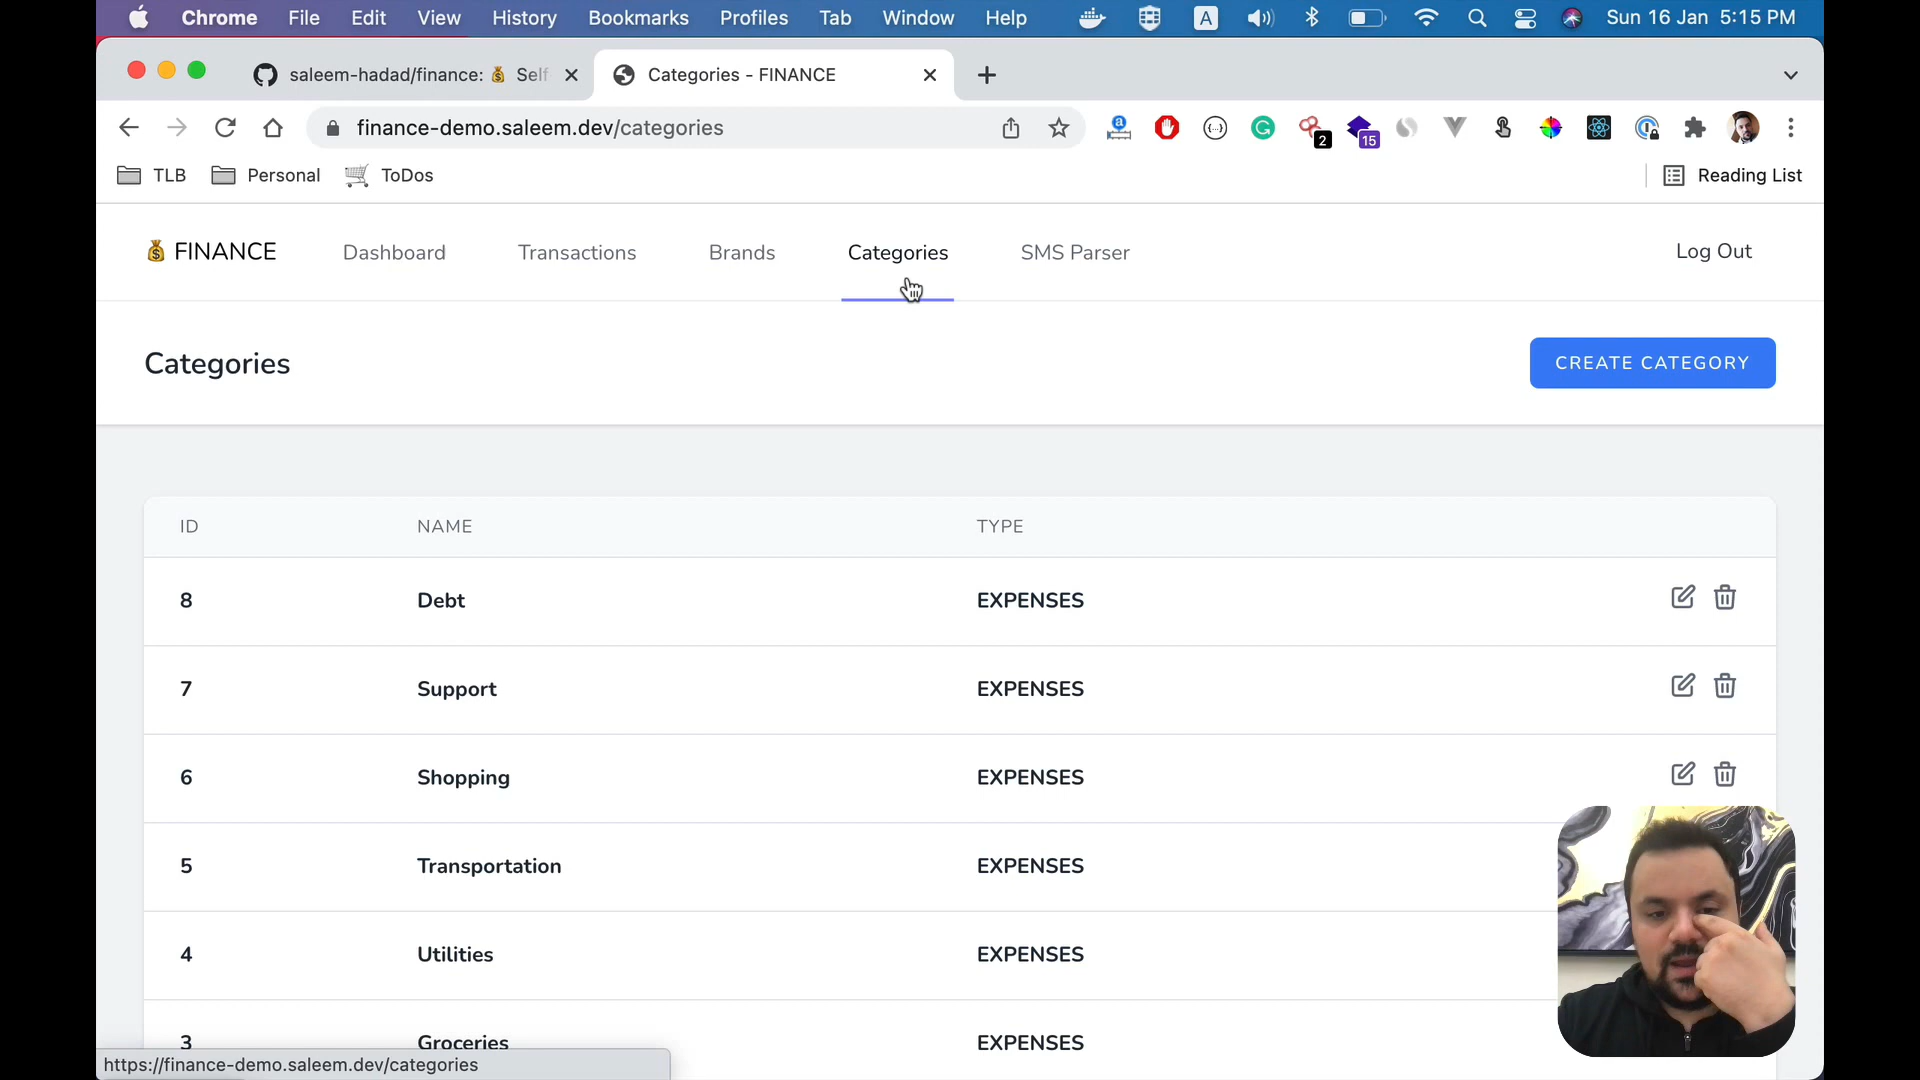 Chrome File Edit View History Bookmarks Profiles Tab Window Help A Sun 16 Jan 5:15 PM
saleem-hadad/finance: 💰 Self
Categories - FINANCE
finance-demo.saleem.dev/categories
2
15
TLB Personal ToDos Reading List
💰 FINANCE Dashboard Transactions Brands Categories SMS Parser Log Out
Categories CREATE CATEGORY
ID NAME TYPE
8 Debt EXPENSES
7 Support EXPENSES
6 Shopping EXPENSES
5 Transportation EXPENSES
4 Utilities EXPENSES
3 Groceries EXPENSES
https://finance-demo.saleem.dev/categories